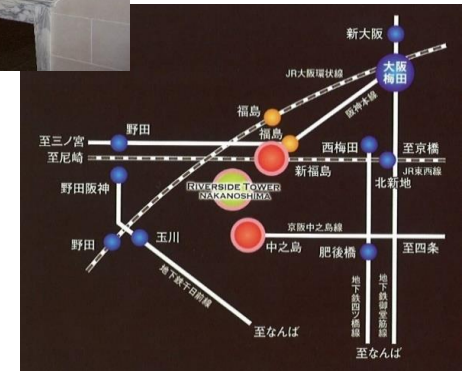 新大阪
大阪
梅田
JR大阪環状線
阪神本線
福島
福島
野田
至三ノ宮
至尼崎
西梅田
至京橋
新福島
JR東西線
北新地
野田阪神
RIVERSIDE TOWER
NAKANOSHIMA
京阪中之島線
野田
玉川
中之島
肥後橋
至四条
地下鉄千日前線
地下鉄四ツ橋線
地下鉄御堂筋線
至なんば
至なんば